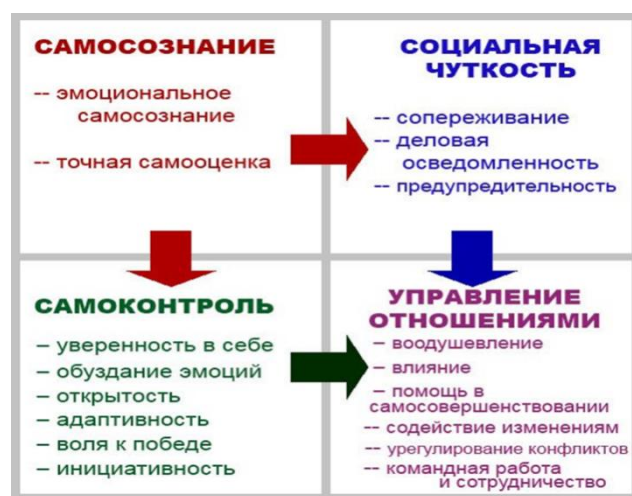 САМОСОЗНАНИЕ
-- эмоциональное
самосознание
-- точная самооценка
СОЦИАЛЬНАЯ
ЧУТКОСТЬ
-- сопереживание
-- деловая
осведомленность
-- предупредительность
САМОКОНТРОЛЬ
– уверенность в себе
– обуздание эмоций
– открытость
– адаптивность
– воля к победе
– инициативность
УПРАВЛЕНИЕ
ОТНОШЕНИЯМИ
– воодушевление
– влияние
– помощь в
самосовершенствовании
-- содействие изменениям
-- урегулирование конфликтов
-- командная работа
и сотрудничество